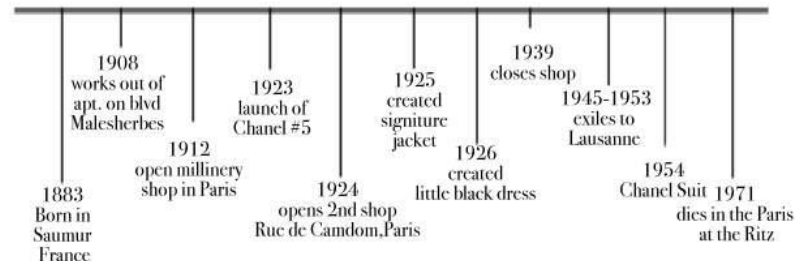 1883
Born in
Saumur
France
1908
works out of
apt. on blvd
Malesherbes
1912
open millinery
shop in Paris
1923
launch of
Chanel #5
1924
opens 2nd shop
Rue de Camdom,Paris
1925
created
signiture
jacket
1926
created
little black dress
1939
closes shop
1945-1953
exiles to
Lausanne
1954
Chanel Suit
1971
dies in the Paris
at the Ritz